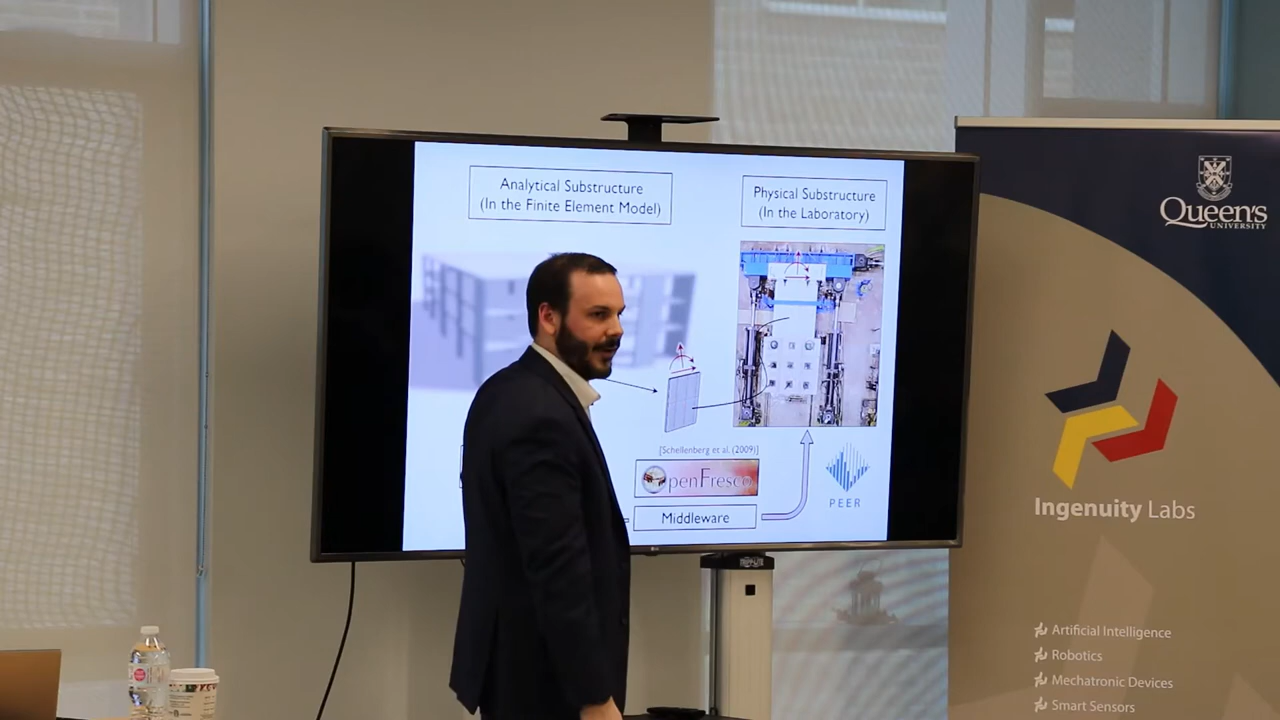 Analytical Substructure
(In the Finite Element Model)
Physical Substructure
(In the Laboratory)
[Schellenberg et al. (2009)]
OpenFresco
Middleware
PEER
Queen's
UNIVERSITY
Ingenuity Labs
Artificial Intelligence
Robotics
Mechatronic Devices
Smart Sensors